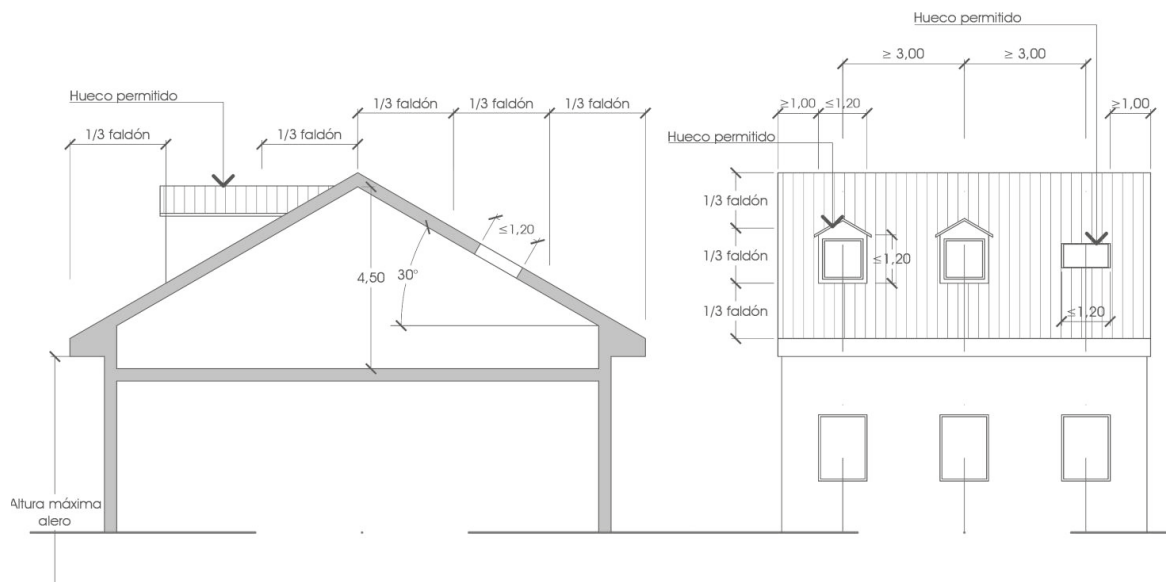 Hueco permitido
≥ 3,00
≥ 3,00
Hueco permitido
1/3 faldón
1/3 faldón
1/3 faldón
≥1,00
≤1,20
≥1,00
1/3 faldón
1/3 faldón
Hueco permitido
1/3 faldón
≤1,20
1/3 faldón
≤1,20
4,50
30°
1/3 faldón
≤1,20
Altura máxima
alero